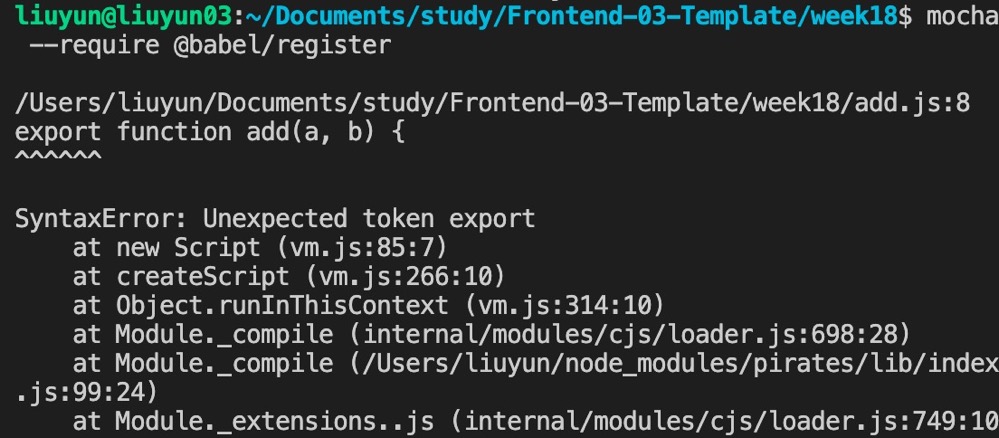 liuyun@liuyun03:~/Documents/study/Frontend-03-Template/week18$ mocha
 --require @babel/register
/Users/liuyun/Documents/study/Frontend-03-Template/week18/add.js:8
export function add(a, b) {
^^^^^^
SyntaxError: Unexpected token export
    at new Script (vm.js:85:7)
    at createScript (vm.js:266:10)
    at Object.runInThisContext (vm.js:314:10)
    at Module._compile (internal/modules/cjs/loader.js:698:28)
    at Module._compile (/Users/liuyun/node_modules/pirates/lib/index
.js:99:24)
    at Module._extensions..js (internal/modules/cjs/loader.js:749:10